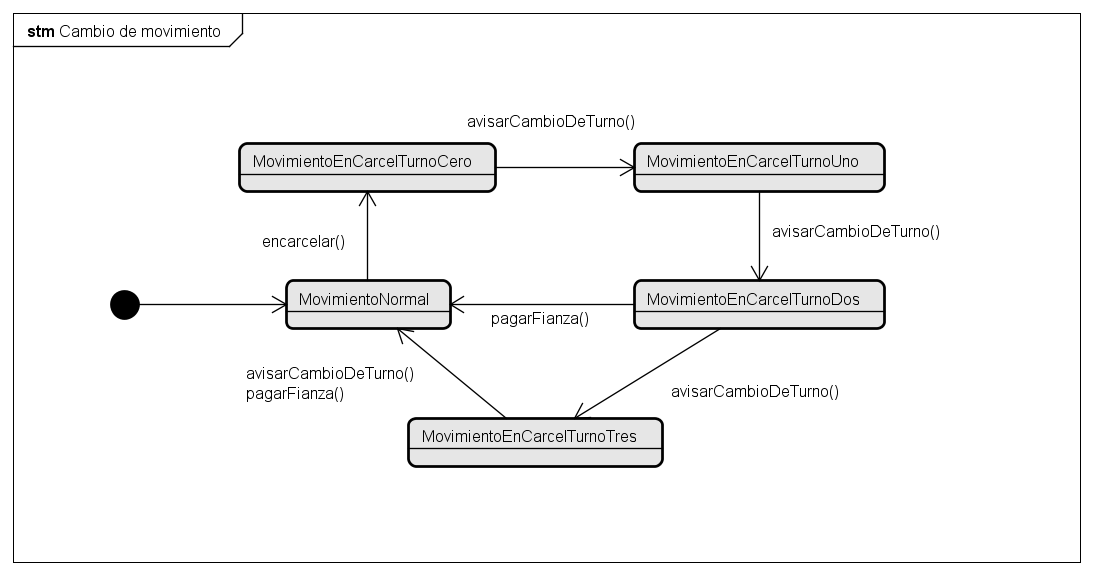 stm Cambio de movimiento
avisarCambioDeTurno()
MovimientoEnCarcelTurnoCero
MovimientoEnCarcelTurnoUno
encarcelar()
avisarCambioDeTurno()
MovimientoNormal
MovimientoEnCarcelTurnoDos
pagarFianza()
avisarCambioDeTurno()
pagarFianza()
avisarCambioDeTurno()
MovimientoEnCarcelTurnoTres